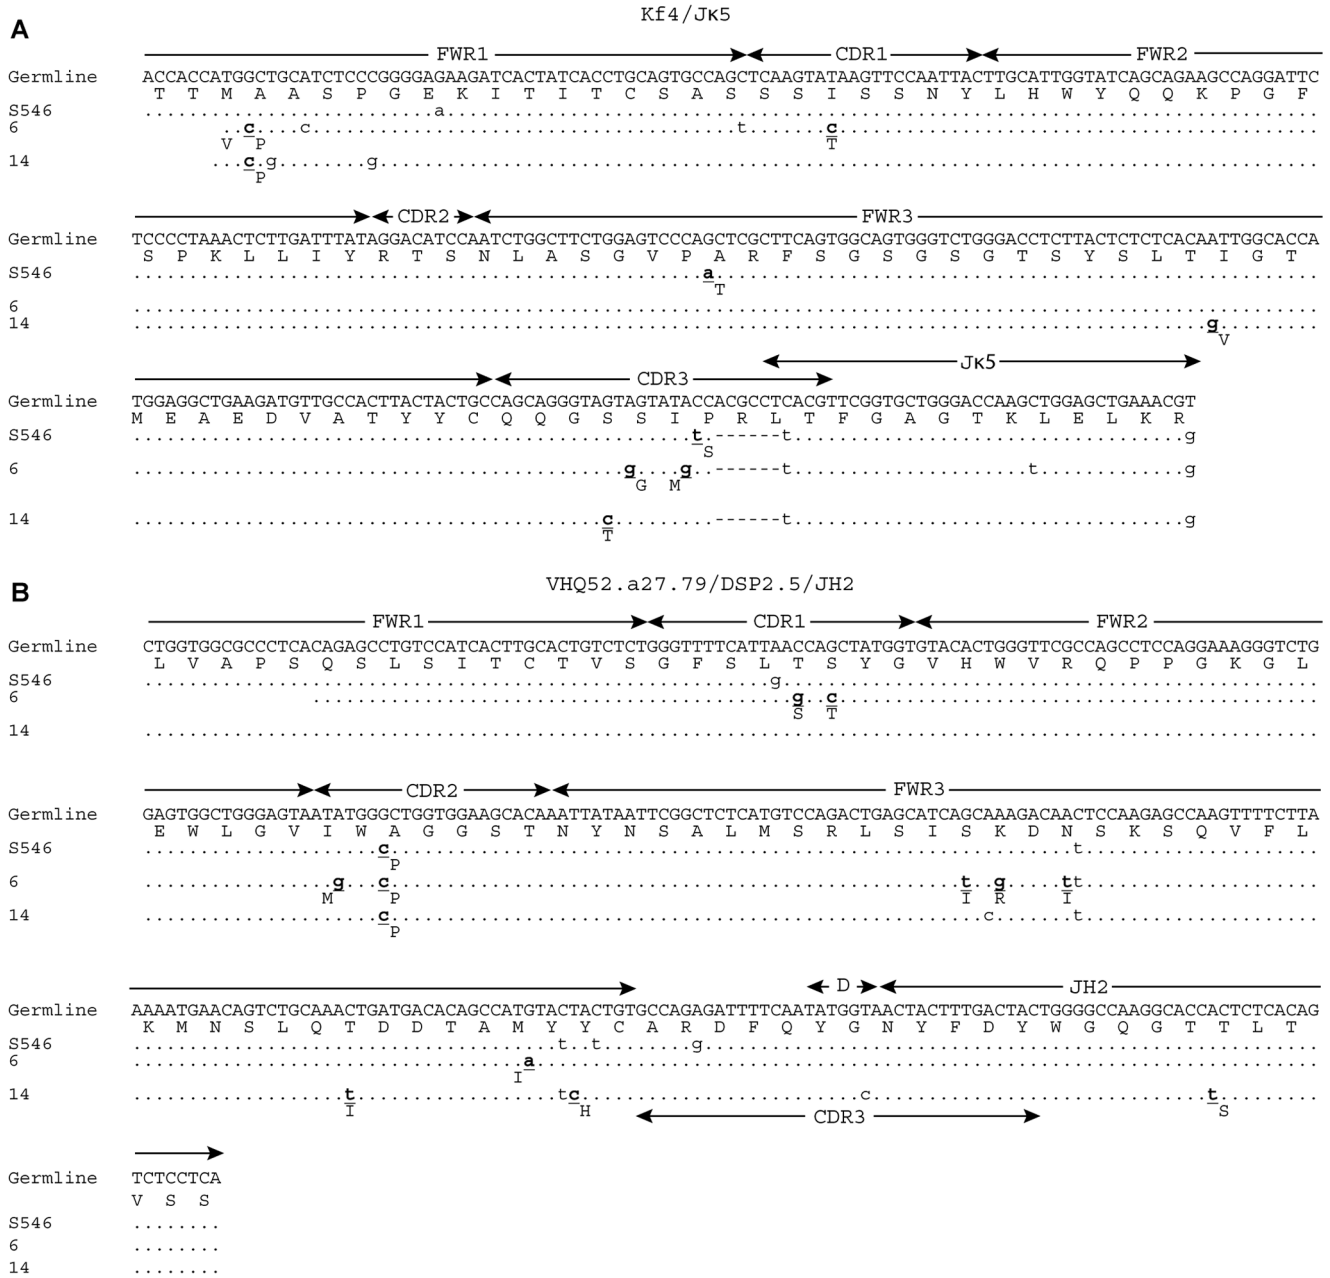 A
Kf4/Jκ5
FWR1 CDR1 FWR2
Germline ACCACCATGGCTGCATCTCCCGGGGAGAAGATCACTATCACCTGCAGTGCCAGCTCAAGTATAAGTTCCAATTACTTGCATTGGTATCAGCAGAAGCCAGGATTC
T T M A A S P G E K I T I T C S A S S S I S S N Y L H W Y Q Q K P G F
S546 ..........................a..............................................................................
6 ..c....c......................................t.......c...........................................
V P T
14 ...c.g........g....................................................................................
P
CDR2 FWR3
Germline TCCCCTAAACTCTTGATTTATAGGACATCCAATCTGGCTTCTGGAGTCCCAGCTCGCTTCAGTGGCAGTGGGTCTGGGACCTCTTACTCTCTCACAATTGGCACCA
S P K L L I Y R T S N L A S G V P A R F S G S G S G T S Y S L T I G T
S546 ...................................................a......................................................
T
6 ..........................................................................................................
14 ................................................................................................g.........
V
Jκ5
CDR3
Germline TGGAGGCTGAAGATGTTGCCACTTACTACTGCCAGCAGGGTAGTAGTATACCACGCCTCACGTTCGGTGCTGGGACCAAGCTGGAGCTGAAACGT
M E A E D V A T Y Y C Q Q G S S I P R L T F G A G T K L E L K R
S546 ..................................................t.------t...................................g
S
6 ............................................g....g..------t.....................t.............g
G M
14 ..........................................c.........------t...................................g
T
B
VHQ52.a27.79/DSP2.5/JH2
FWR1 CDR1 FWR2
Germline CTGGTGGCGCCCTCACAGAGCCTGTCCATCACTTGCACTGTCTCTGGGTTTTCATTAACCAGCTATGGTGTACACTGGGTTCGCCAGCCTCCAGGAAAGGGTCTG
L V A P S Q S L S I T C T V S G F S L T S Y G V H W V R Q P P G K G L
S546 ........................................................g................................................
6 ...........................................g..c...........................................
S T
14 .........................................................................................................
CDR2 FWR3
Germline GAGTGGCTGGGAGTAATATGGGCTGGTGGAAGCACAAATTATAATTCGGCTCTCATGTCCAGACTGAGCATCAGCAAAGACAACTCCAAGAGCCAAGTTTTCTTA
E W L G V I W A G G S T N Y N S A L M S R L S I S K D N S K S Q V F L
S546 .....................c.............................................................t.....................
P
6 .................g...c...................................................t..g.....tt.....................
M P I R I
14 .....................c.....................................................c.......t.....................
P
D JH2
Germline AAAATGAACAGTCTGCAAACTGATGACACAGCCATGTACTACTGTGCCAGAGATTTTCAATATGGTAACTACTTTGACTACTGGGGCCAAGGCACCACTCTCACAG
K M N S L Q T D D T A M Y Y C A R D F Q Y G N Y F D Y W G Q G T T L T
S546 ......................................t..t........g.......................................................
6 ...................................a......................................................................
I
14 ...................t..................tc.........................c..............................t.........
I H S
CDR3
Germline TCTCCTCA
V S S
S546 ........
6 ........
14 ........